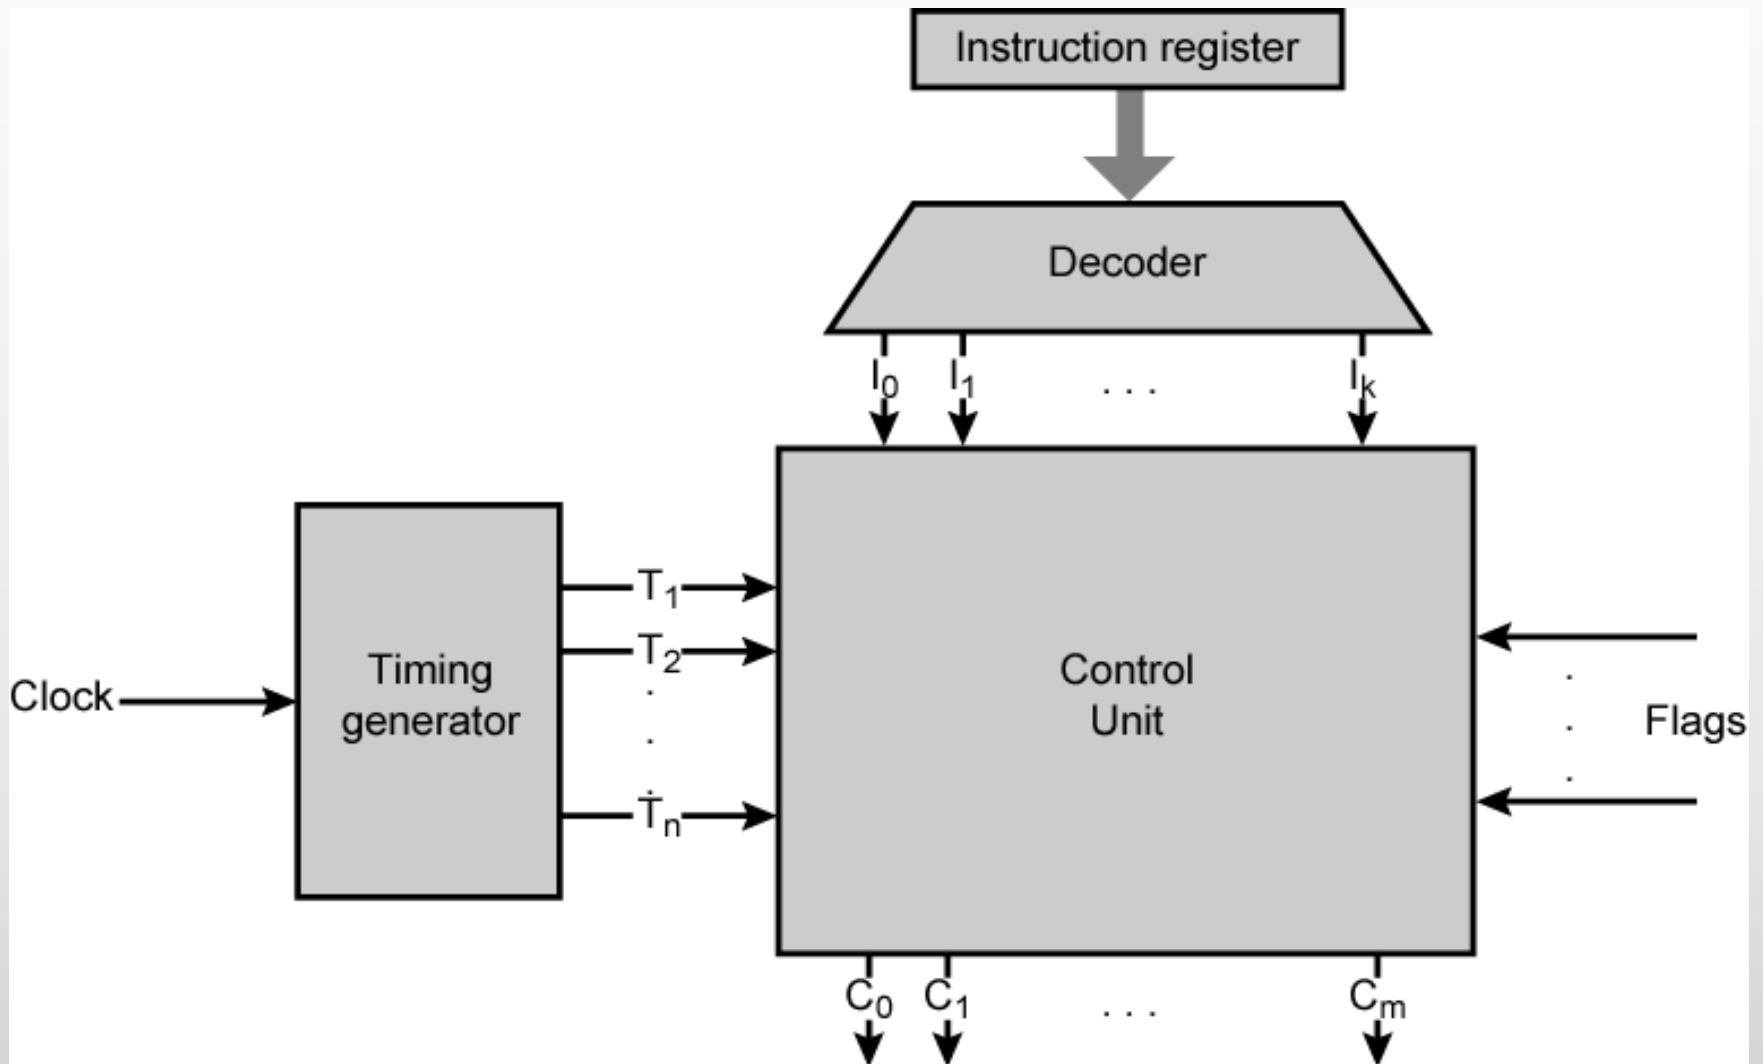 Instruction register
Decoder
I0 I1 . . . Ik
T1
T2
.
.
.
Tn
Clock
Timing
generator
Control
Unit
.
.
.
Flags
C0 C1 . . . Cm